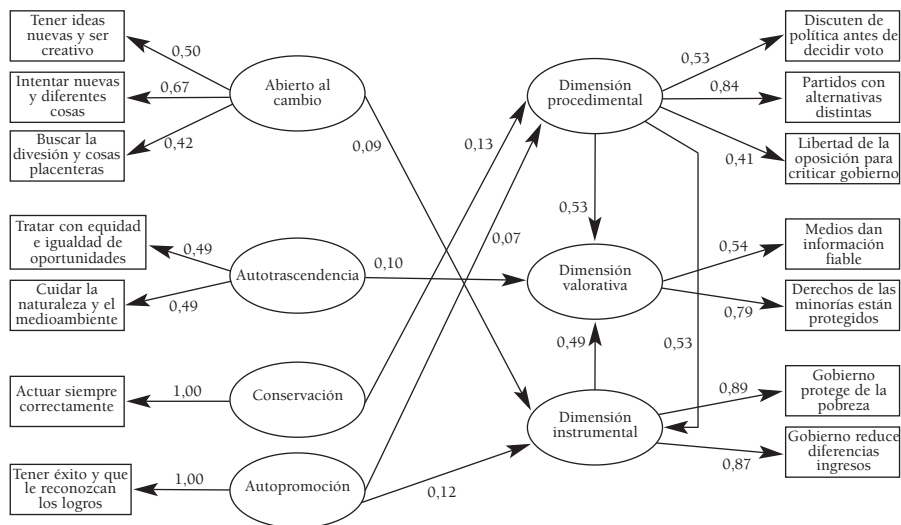 Tener ideas
nuevas y ser
creativo
0,50
Intentar nuevas
y diferentes
cosas
0,67
Buscar la
divesión y cosas
placenteras
0,42
Abierto al
cambio
0,09
Tratar con equidad
e igualdad de
oportunidades
0,49
Cuidar la
naturaleza y el
medioambiente
0,49
Autotrascendencia
0,10
Actuar siempre
correctamente
1,00
Conservación
0,13
Tener éxito y que
le reconozcan
los logros
1,00
Autopromoción
0,07
0,12
Dimensión
procedimental
0,53
0,53
Dimensión
valorativa
0,49
Dimensión
instrumental
0,53
Discuten de
política antes de
decidir voto
0,84
Partidos con
alternativas
distintas
0,41
Libertad de la
oposición para
criticar gobierno
0,54
Medios dan
información
fiable
0,79
Derechos de las
minorías están
protegidos
0,89
Gobierno
protege de la
pobreza
0,87
Gobierno reduce
diferencias
ingresos